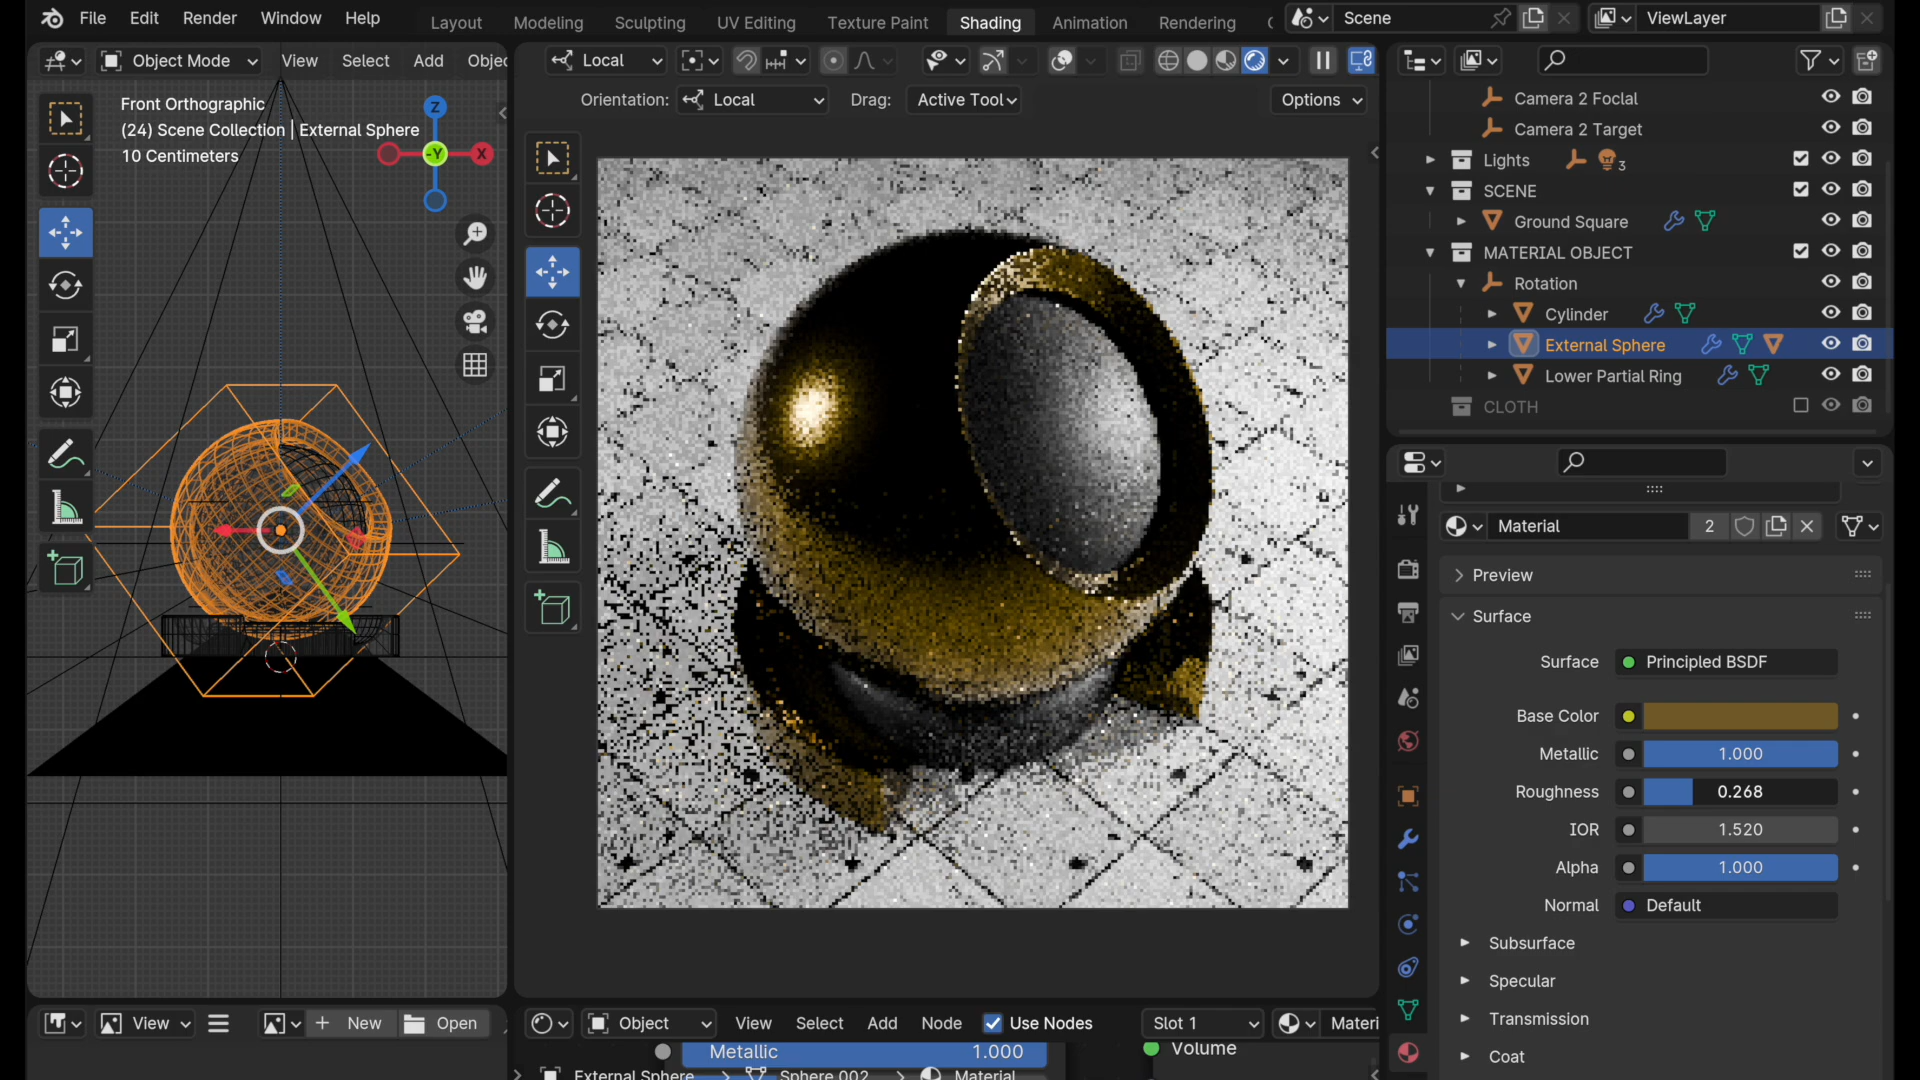 File Edit Render Window Help Layout Modeling Sculpting UV Editing Texture Paint Shading Animation Rendering Scene ViewLayer
Object Mode View Select Add Objec Local
Orientation: Local Drag: Active Tool Options
Front Orthographic
(24) Scene Collection | External Sphere
10 Centimeters
Z
-Y X
Camera 2 Foclal
Camera 2 Target
Lights 3
SCENE
Ground Square
MATERIAL OBJECT
Rotation
Cylinder
External Sphere
Lower Partial Ring
CLOTH
Material 2
Preview
Surface
Surface Principled BSDF
Base Color
Metallic 1.000
Roughness 0.268
IOR 1.520
Alpha 1.000
Normal Default
Subsurface
Specular
Transmission
Coat
View New Open
Object View Select Add Node Use Nodes Slot 1 Materi
Metallic 1.000
Volume
External Sphere Sphere.002 Material